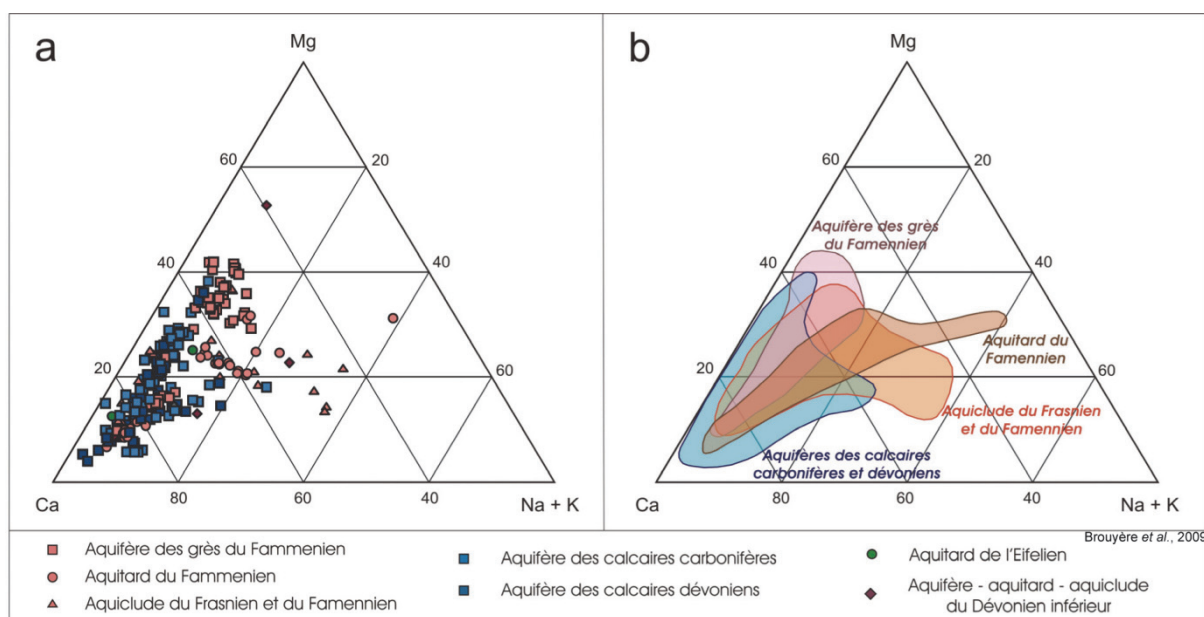 a
Mg
60
20
40
40
20
60
Ca
80
60
40
Na + K
b
Mg
60
20
Aquifère des grès
du Famennien
40
40
Aquitard du
Famennien
20
60
Aquiclude du Frasnien
et du Famennien
Aquifères des calcaires
carbonifères et dévoniens
Ca
80
60
40
Na + K
Brouyère et al., 2009
Aquifère des grès du Fammenien
Aquitard du Fammenien
Aquiclude du Frasnien et du Famennien
Aquifère des calcaires carbonifères
Aquifère des calcaires dévoniens
Aquitard de l'Eifelien
Aquifère - aquitard - aquiclude
du Dévonien inférieur